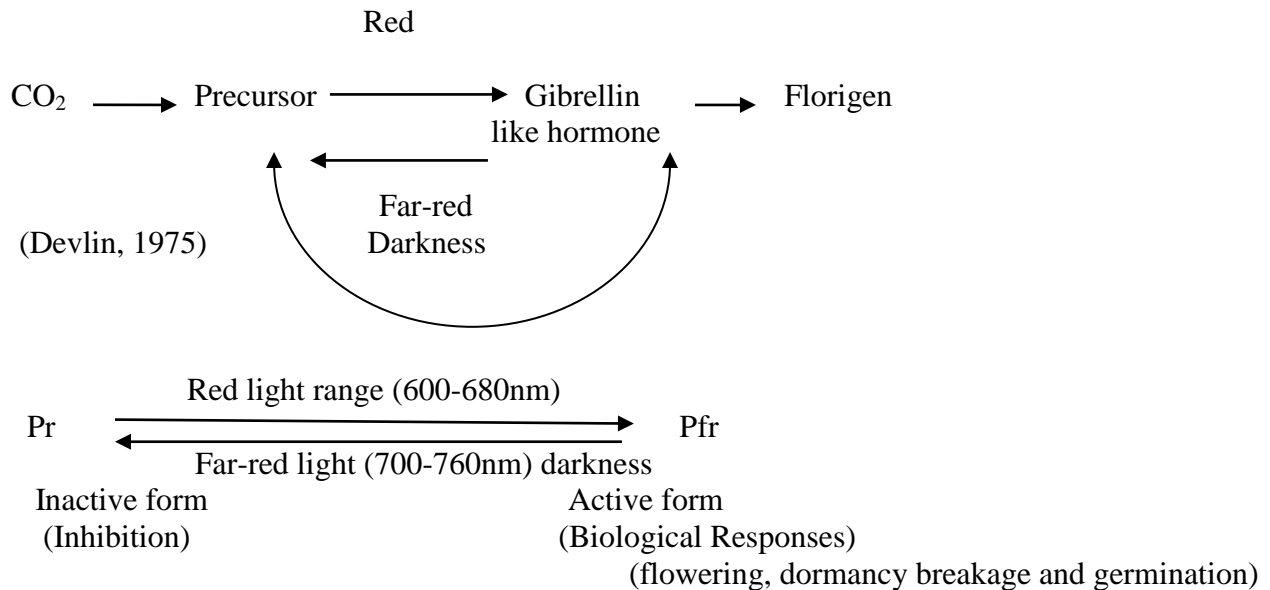 Red
CO₂ Precursor Gibrellin Florigen
like hormone
Far-red
(Devlin, 1975) Darkness
Red light range (600-680nm)
Pr Pfr
Far-red light (700-760nm) darkness
Inactive form Active form
(Inhibition) (Biological Responses)
(flowering, dormancy breakage and germination)